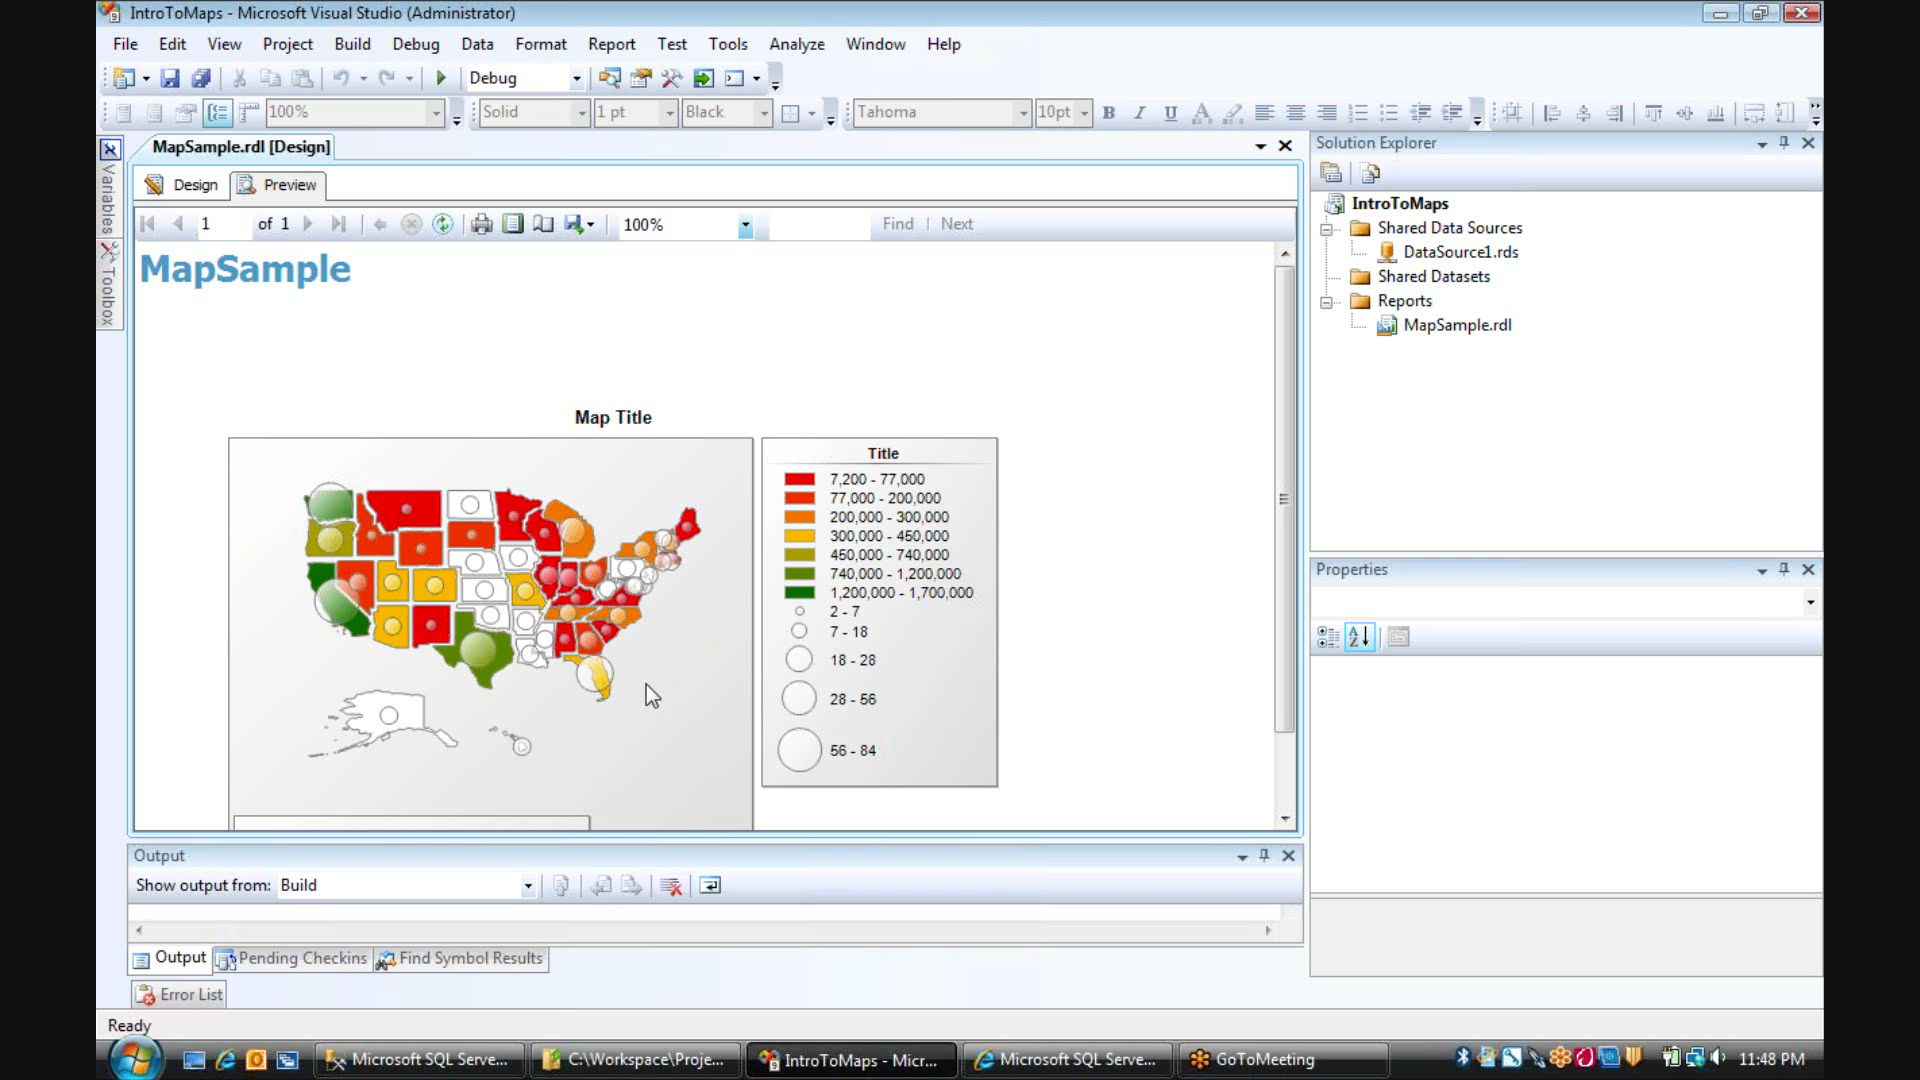 IntroToMaps - Microsoft Visual Studio (Administrator)
File Edit View Project Build Debug Data Format Report Test Tools Analyze Window Help
Debug
100% Solid 1 pt Black Tahoma 10pt B I U A
MapSample.rdl [Design]
Variables
Toolbox
Design Preview
1 of 1 100% Find | Next
MapSample
Map Title
Title
7,200 - 77,000
77,000 - 200,000
200,000 - 300,000
300,000 - 450,000
450,000 - 740,000
740,000 - 1,200,000
1,200,000 - 1,700,000
2 - 7
7 - 18
18 - 28
28 - 56
56 - 84
Solution Explorer
IntroToMaps
Shared Data Sources
DataSource1.rds
Shared Datasets
Reports
MapSample.rdl
Properties
Output
Show output from: Build
Output Pending Checkins Find Symbol Results
Error List
Ready
Microsoft SQL Serve... C:\Workspace\Proje... IntroToMaps - Micr... Microsoft SQL Serve... GoToMeeting 11:48 PM